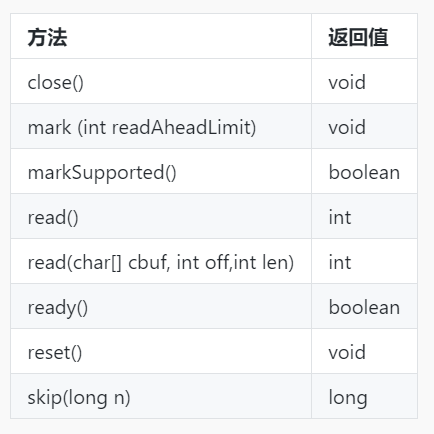 方法 返回值
close() void
mark (int readAheadLimit) void
markSupported() boolean
read() int
read(char[] cbuf, int off,int len) int
ready() boolean
reset() void
skip(long n) long